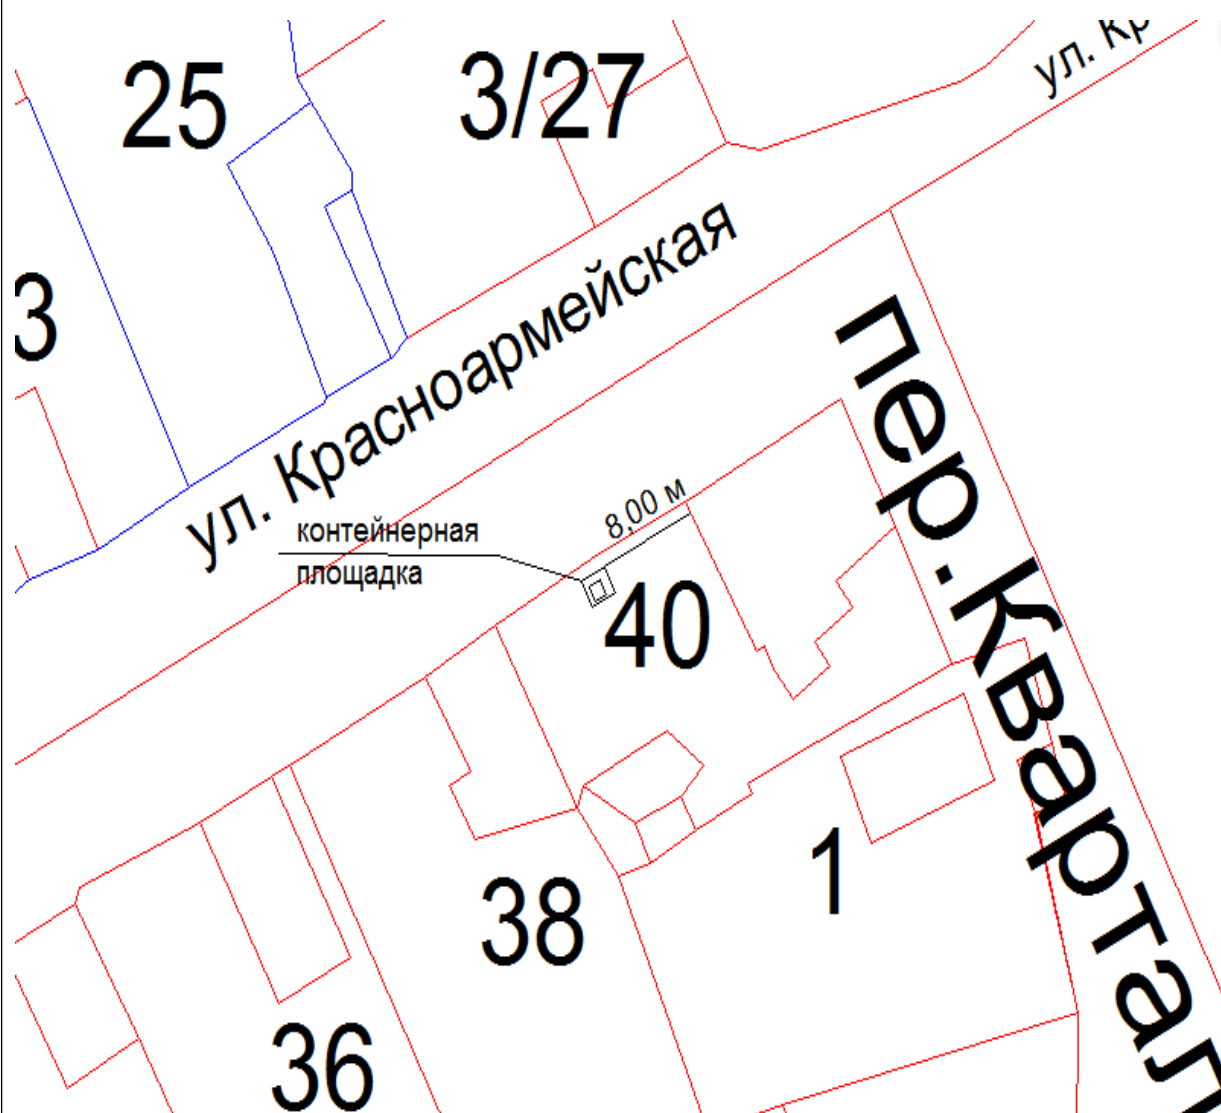 25
3/27
ул. Кр
3
ул. Красноармейская
пер.Квартал
контейнерная
площадка
8,00 м
40
1
38
36